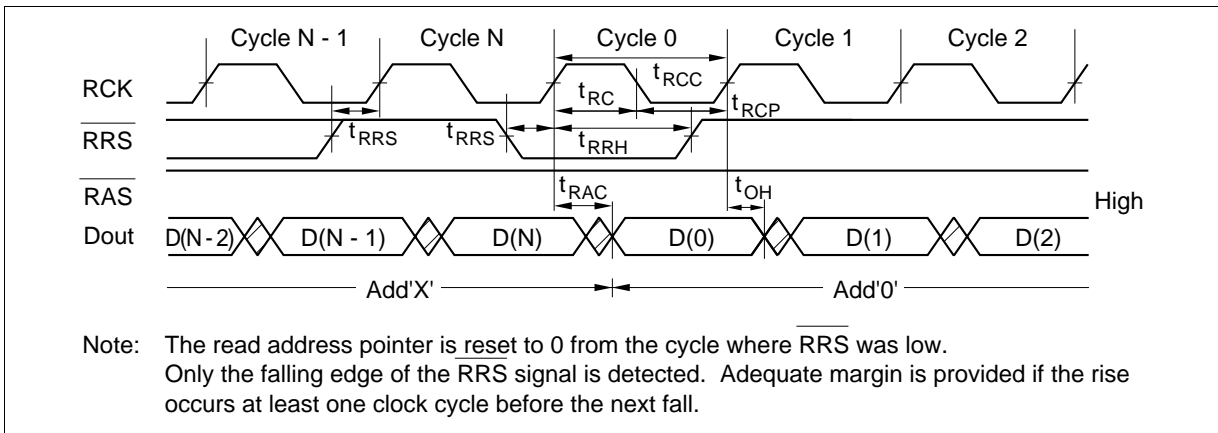 Cycle N - 1 Cycle N Cycle 0 Cycle 1 Cycle 2
RCK
tRCC
tRC
tRCP
RRS
tRRS tRRS tRRH
RAS
tRAC tOH
High
Dout D(N - 2) D(N - 1) D(N) D(0) D(1) D(2)
Add'X' Add'0'
Note: The read address pointer is reset to 0 from the cycle where RRS was low.
Only the falling edge of the RRS signal is detected. Adequate margin is provided if the rise
occurs at least one clock cycle before the next fall.